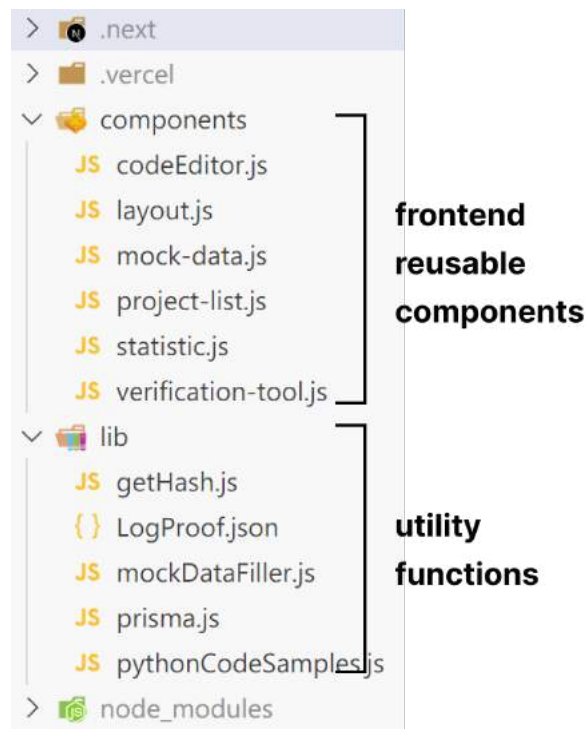 .next
.vercel
components
JS codeEditor.js
JS layout.js
JS mock-data.js
JS project-list.js
JS statistic.js
JS verification-tool.js
frontend
reusable
components
lib
JS getHash.js
{ } LogProof.json
JS mockDataFiller.js
JS prisma.js
JS pythonCodeSamples.js
utility
functions
node_modules